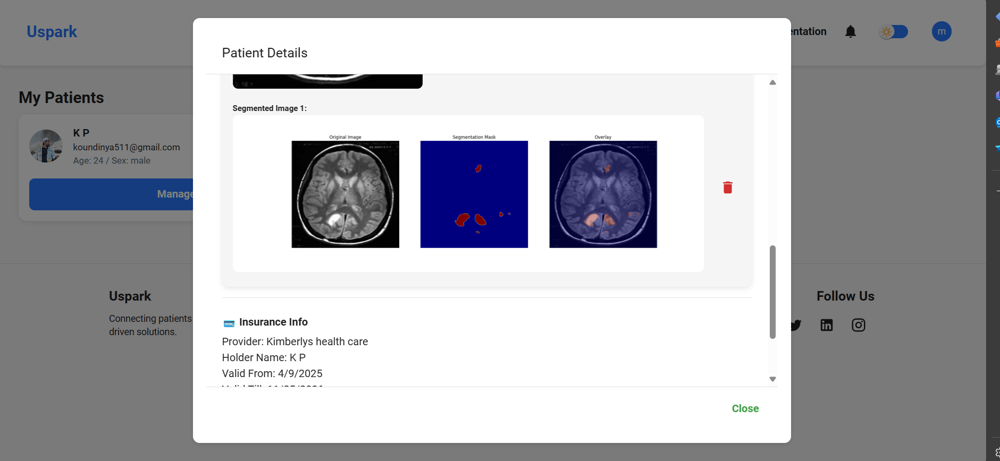 Uspark
entation
m
My Patients
K P
koundinya511@gmail.com
Age: 24 / Sex: male
Manage
Patient Details
Segmented Image 1:
Original Image
Segmentation Mask
Overlay
Insurance Info
Provider: Kimberlys health care
Holder Name: K P
Valid From: 4/9/2025
Close
Uspark
Connecting patients
driven solutions.
Follow Us